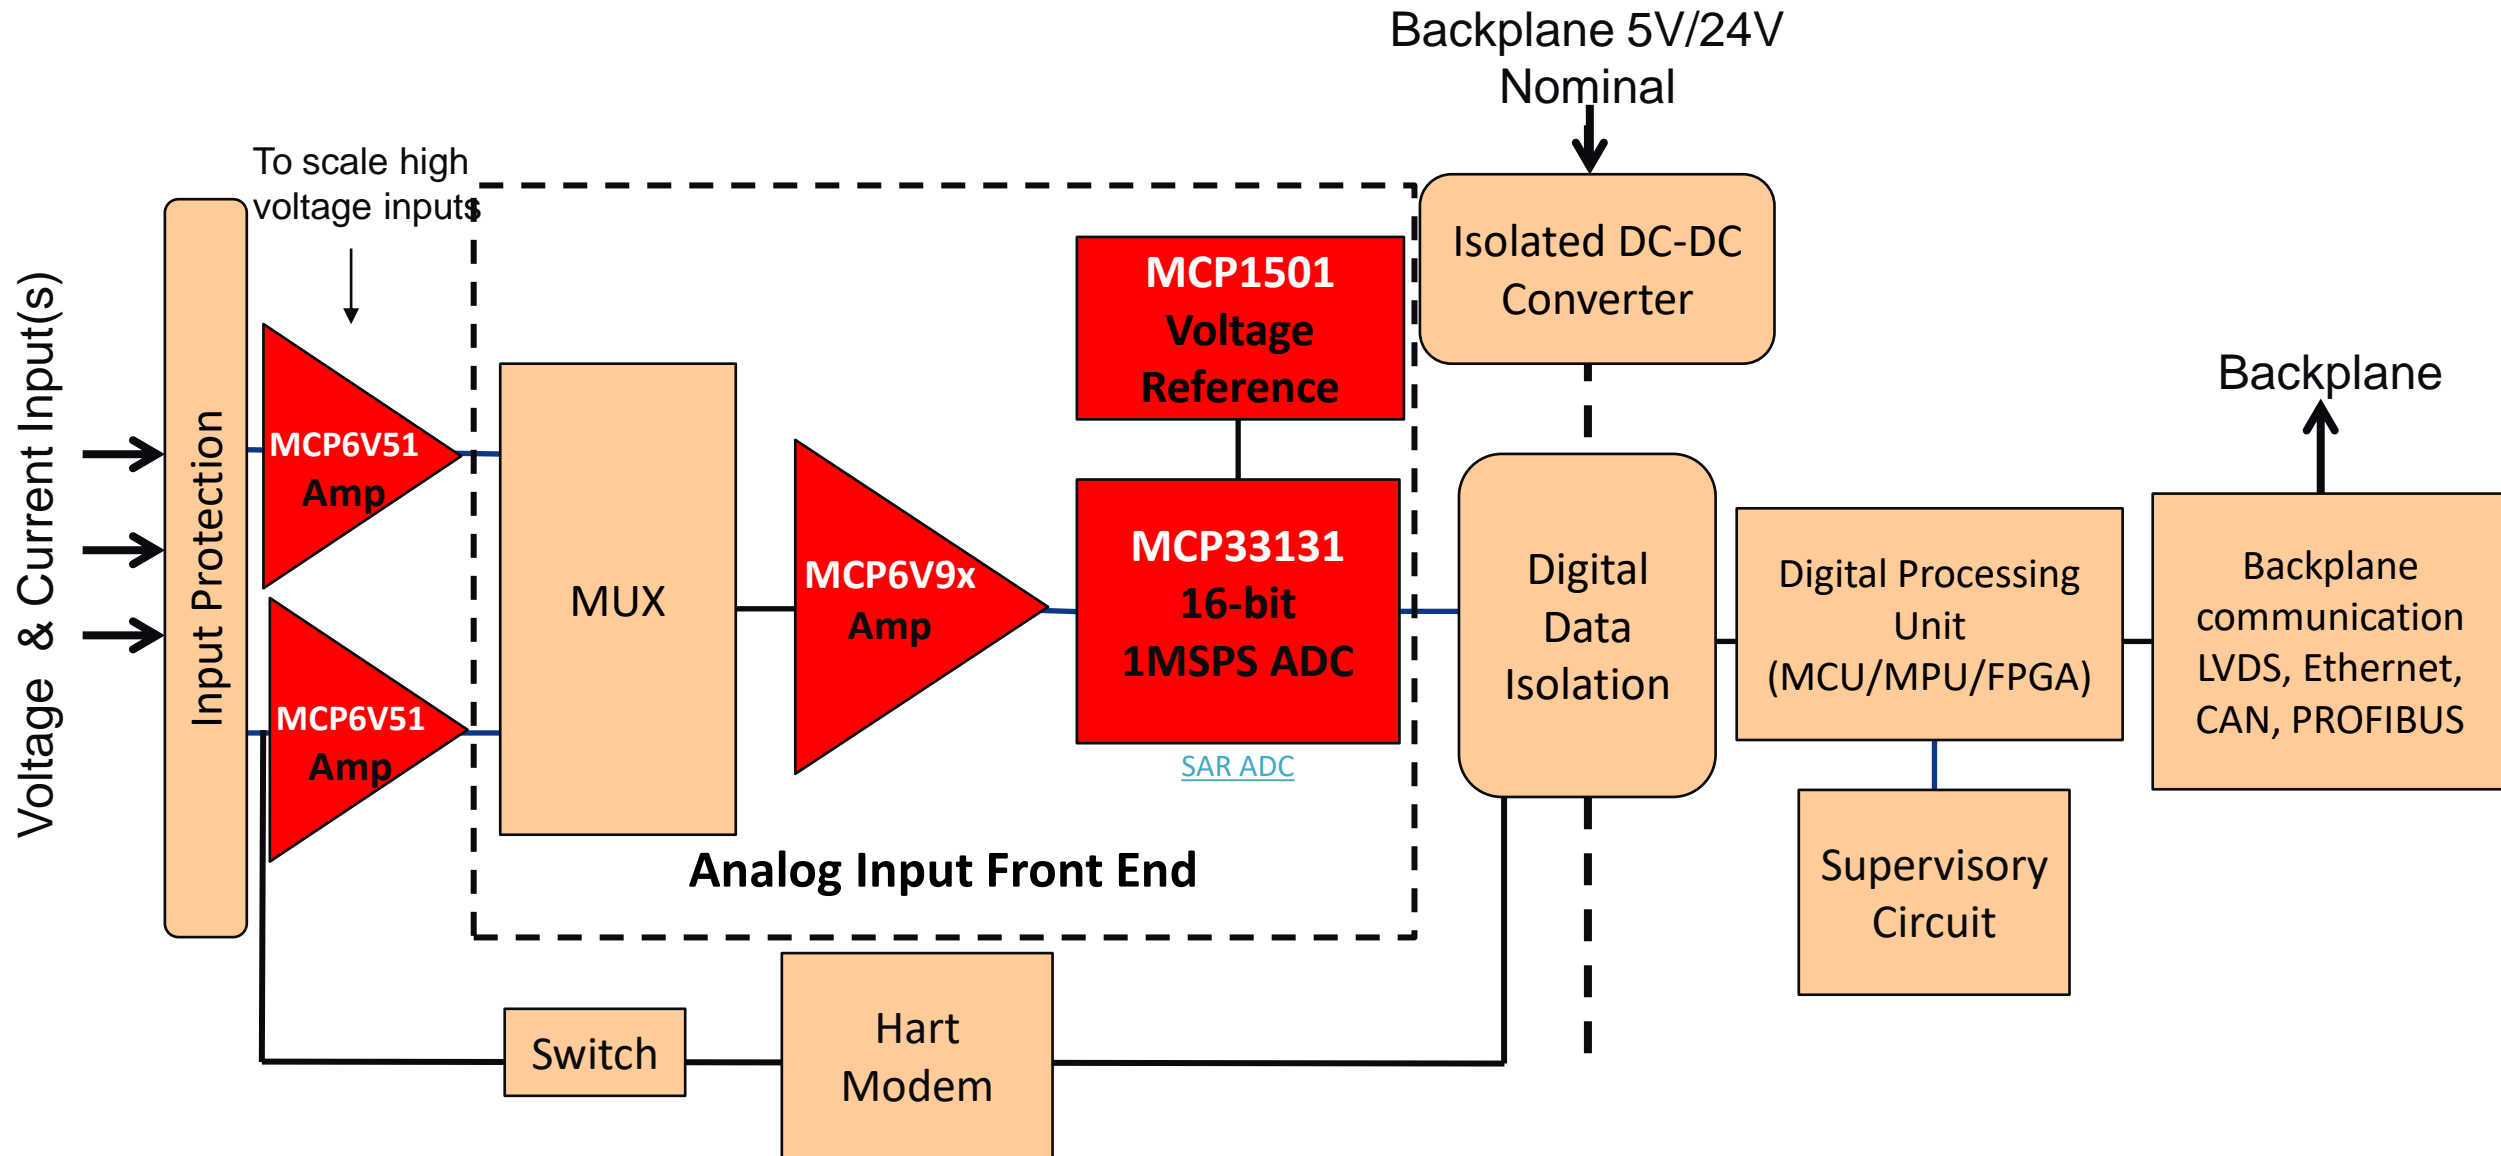 Backplane 5V/24V
Nominal
To scale high
voltage inputs
Voltage & Current Input(s)
Input Protection
MCP6V51
Amp
MCP6V51
Amp
MUX
MCP6V9x
Amp
MCP1501
Voltage
Reference
MCP33131
16-bit
1MSPS ADC
SAR ADC
Analog Input Front End
Isolated DC-DC
Converter
Digital
Data
Isolation
Digital Processing
Unit
(MCU/MPU/FPGA)
Backplane
Backplane
communication
LVDS, Ethernet,
CAN, PROFIBUS
Supervisory
Circuit
Switch
Hart
Modem